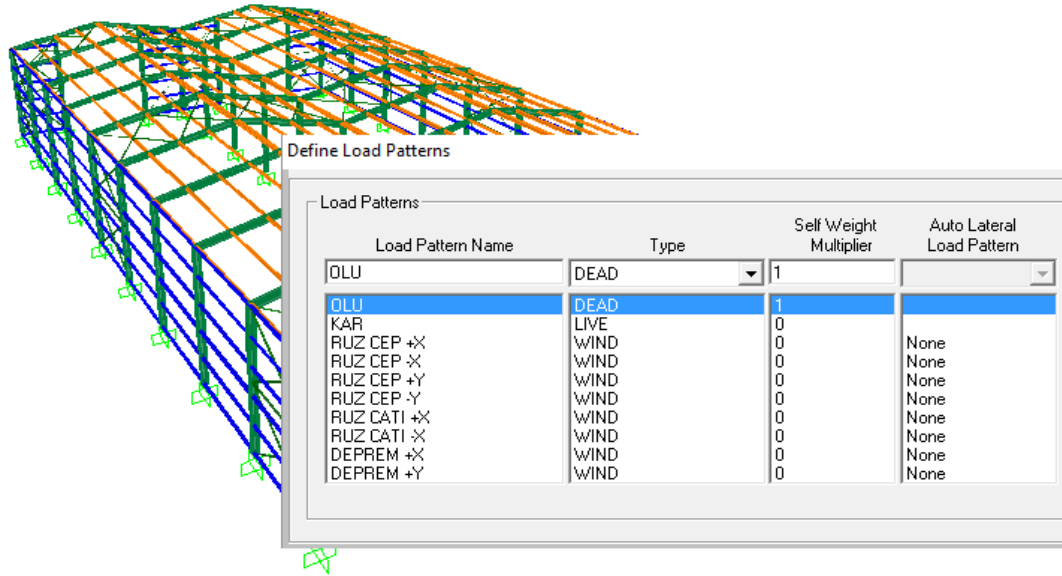 Define Load Patterns
Load Patterns
Load Pattern Name Type Self Weight Multiplier Auto Lateral Load Pattern
OLU DEAD 1
OLU DEAD 1
KAR LIVE 0
RUZ CEP +X WIND 0 None
RUZ CEP -X WIND 0 None
RUZ CEP +Y WIND 0 None
RUZ CEP -Y WIND 0 None
RUZ CATI +X WIND 0 None
RUZ CATI -X WIND 0 None
DEPREM +X WIND 0 None
DEPREM +Y WIND 0 None